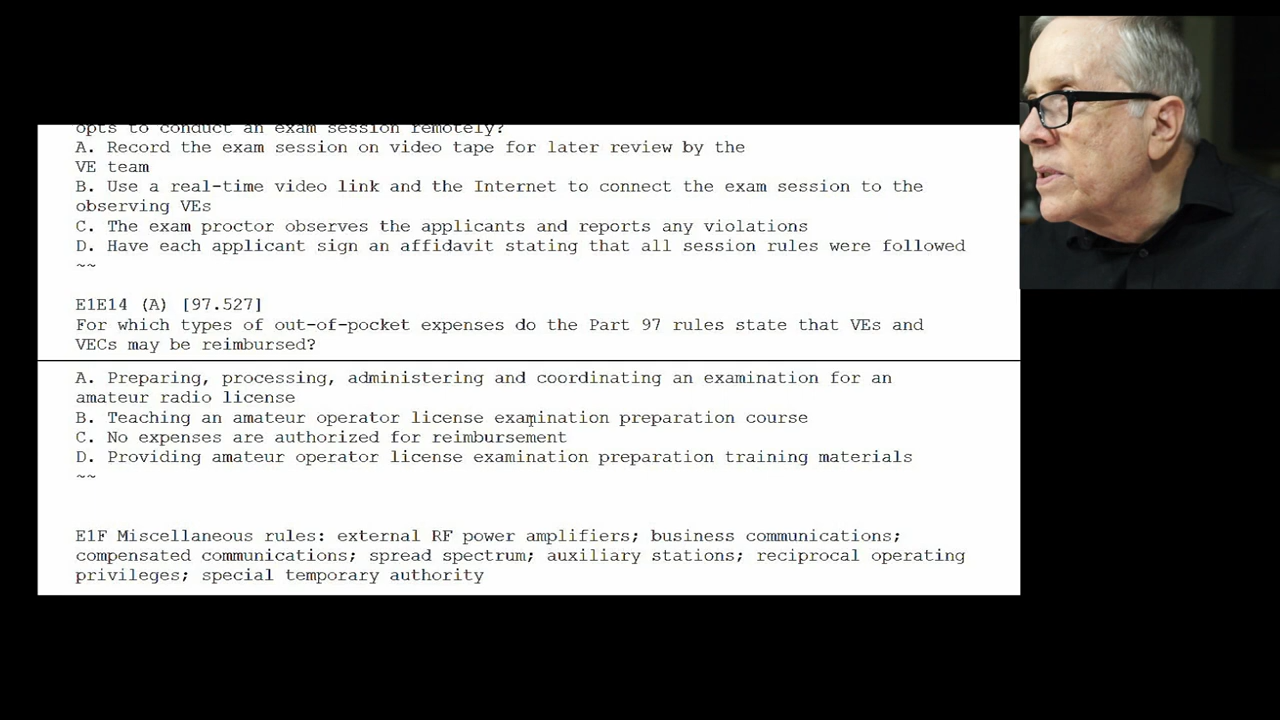 opts to conduct an exam session remotely?
A. Record the exam session on video tape for later review by the
VE team
B. Use a real-time video link and the Internet to connect the exam session to the
observing VEs
C. The exam proctor observes the applicants and reports any violations
D. Have each applicant sign an affidavit stating that all session rules were followed
~~
E1E14 (A) [97.527]
For which types of out-of-pocket expenses do the Part 97 rules state that VEs and
VECs may be reimbursed?
A. Preparing, processing, administering and coordinating an examination for an
amateur radio license
B. Teaching an amateur operator license examination preparation course
C. No expenses are authorized for reimbursement
D. Providing amateur operator license examination preparation training materials
~~
E1F Miscellaneous rules: external RF power amplifiers; business communications;
compensated communications; spread spectrum; auxiliary stations; reciprocal operating
privileges; special temporary authority